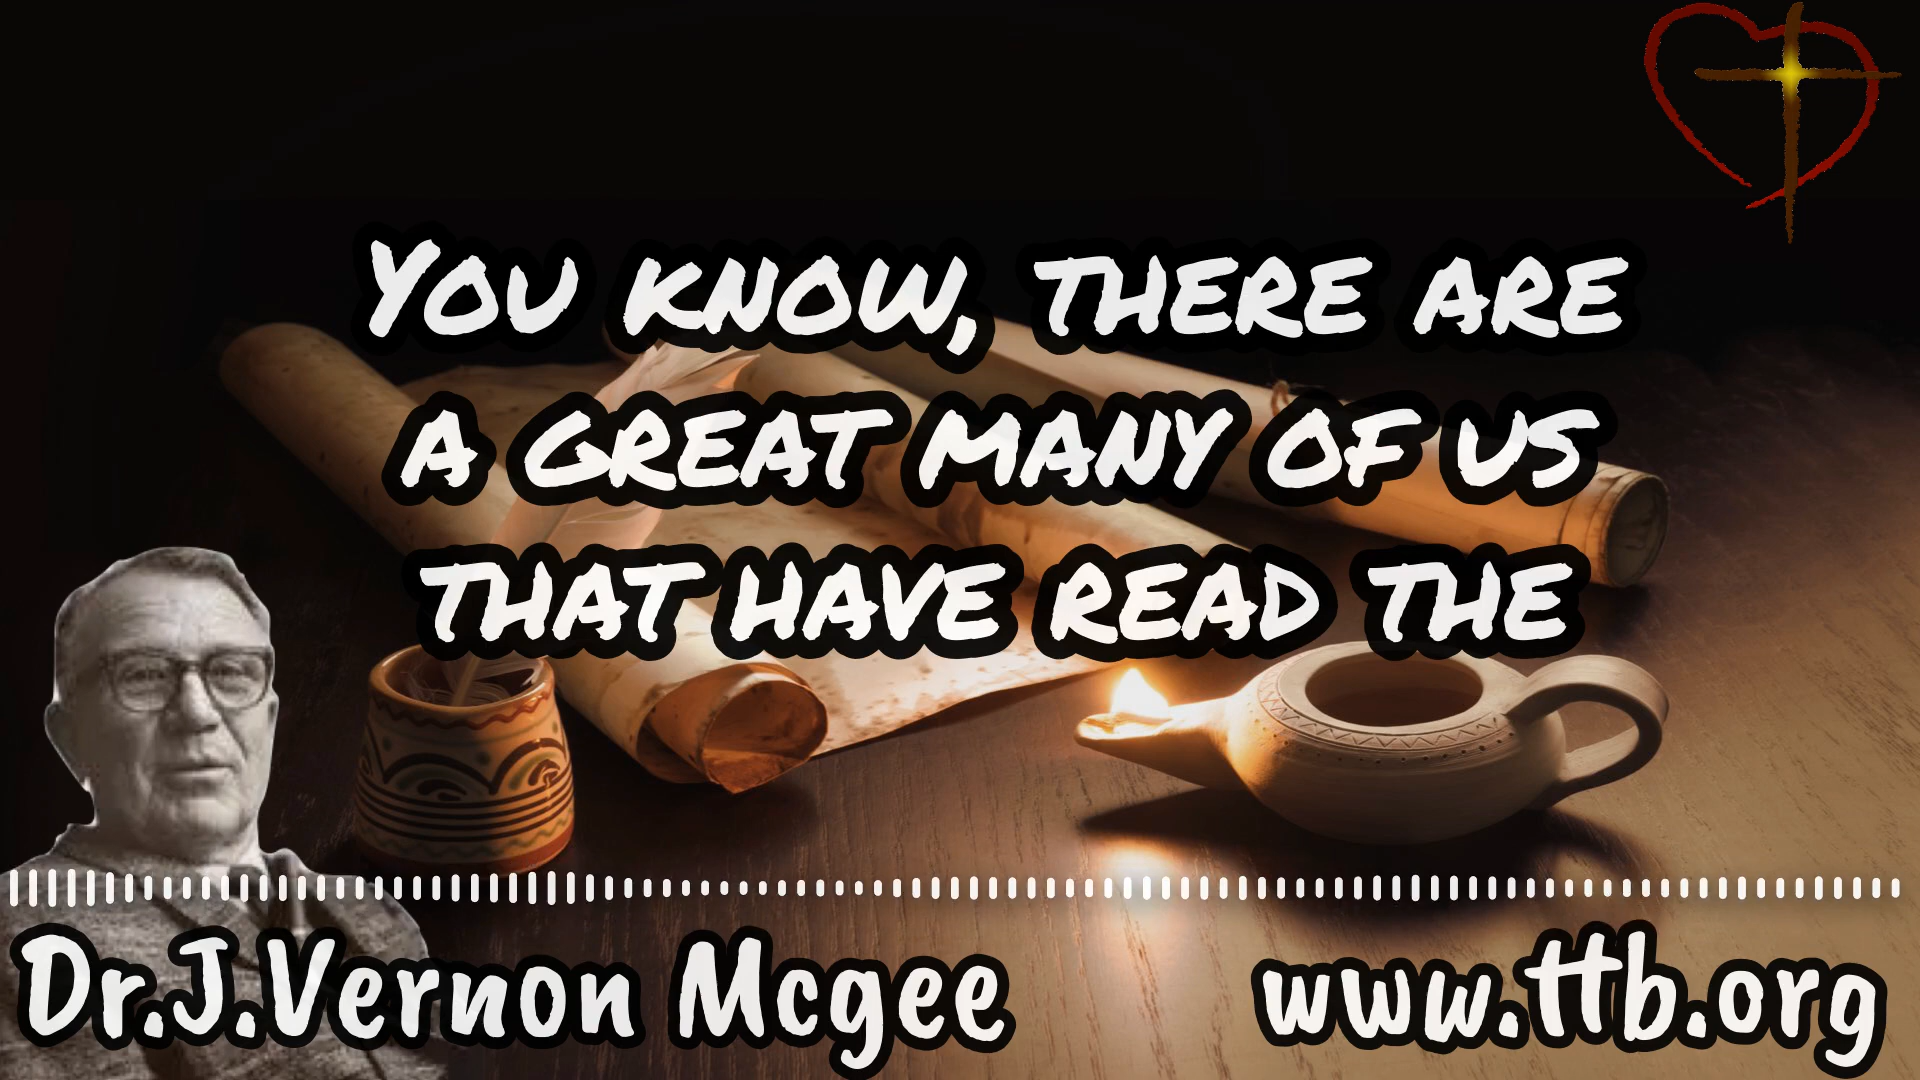 You know, there are
a great many of us
that have read the
Dr.J.Vernon Mcgee
www.ttb.org